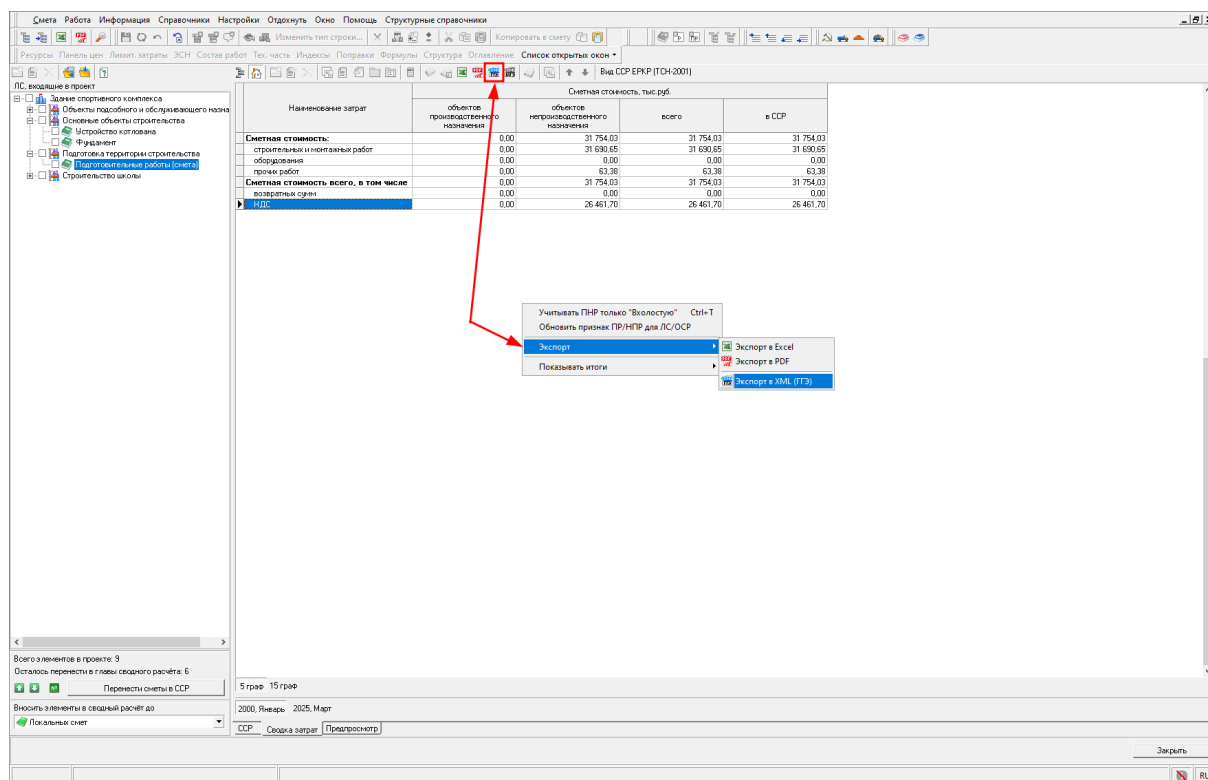 Смета Работа Информация Справочники Настройки Отдохнуть Окно Помощь Структурные справочники
Изменить тип строки... Копировать в смету
Ресурсы Панель цен Лимит. затраты ЭСН Состав работ Тех. часть Индексы Поправки Формулы Структура Оглавление Список открытых окон
Вид ССР ЕРКР (ТСН-2001)
ЛС, входящие в проект
Здание спортивного комплекса
Объекты подсобного и обслуживающего назна
Основные объекты строительства
Устройство котлована
Фундамент
Подготовка территории строительства
Подготовительные работы (смета)
Строительство школы
Наименование затрат
Сметная стоимость, тыс.руб.
объектов производственного назначения
объектов непроизводственного назначения
всего
в ССР
Сметная стоимость: 0,00 31 754,03 31 754,03 31 754,03
строительных и монтажных работ 0,00 31 690,65 31 690,65 31 690,65
оборудования 0,00 0,00 0,00 0,00
прочих работ 0,00 63,38 63,38 63,38
Сметная стоимость всего, в том числе 0,00 31 754,03 31 754,03 31 754,03
возвратных сумм 0,00 0,00 0,00 0,00
НДС 0,00 26 461,70 26 461,70 26 461,70
Учитывать ПНР только "Вхолостую" Ctrl+T
Обновить признак ПР/НПР для ЛС/ОСР
Экспорт
Показывать итоги
Экспорт в Excel
Экспорт в PDF
Экспорт в XML (ГГЭ)
Всего элементов в проекте: 9
Осталось перенести в главы сводного расчёта: 6
Перенести сметы в ССР
Вносить элементы в сводный расчёт до
Локальных смет
5 граф 15 граф
2000, Январь 2025, Март
ССР Сводка затрат Предпросмотр
Закрыть
RU